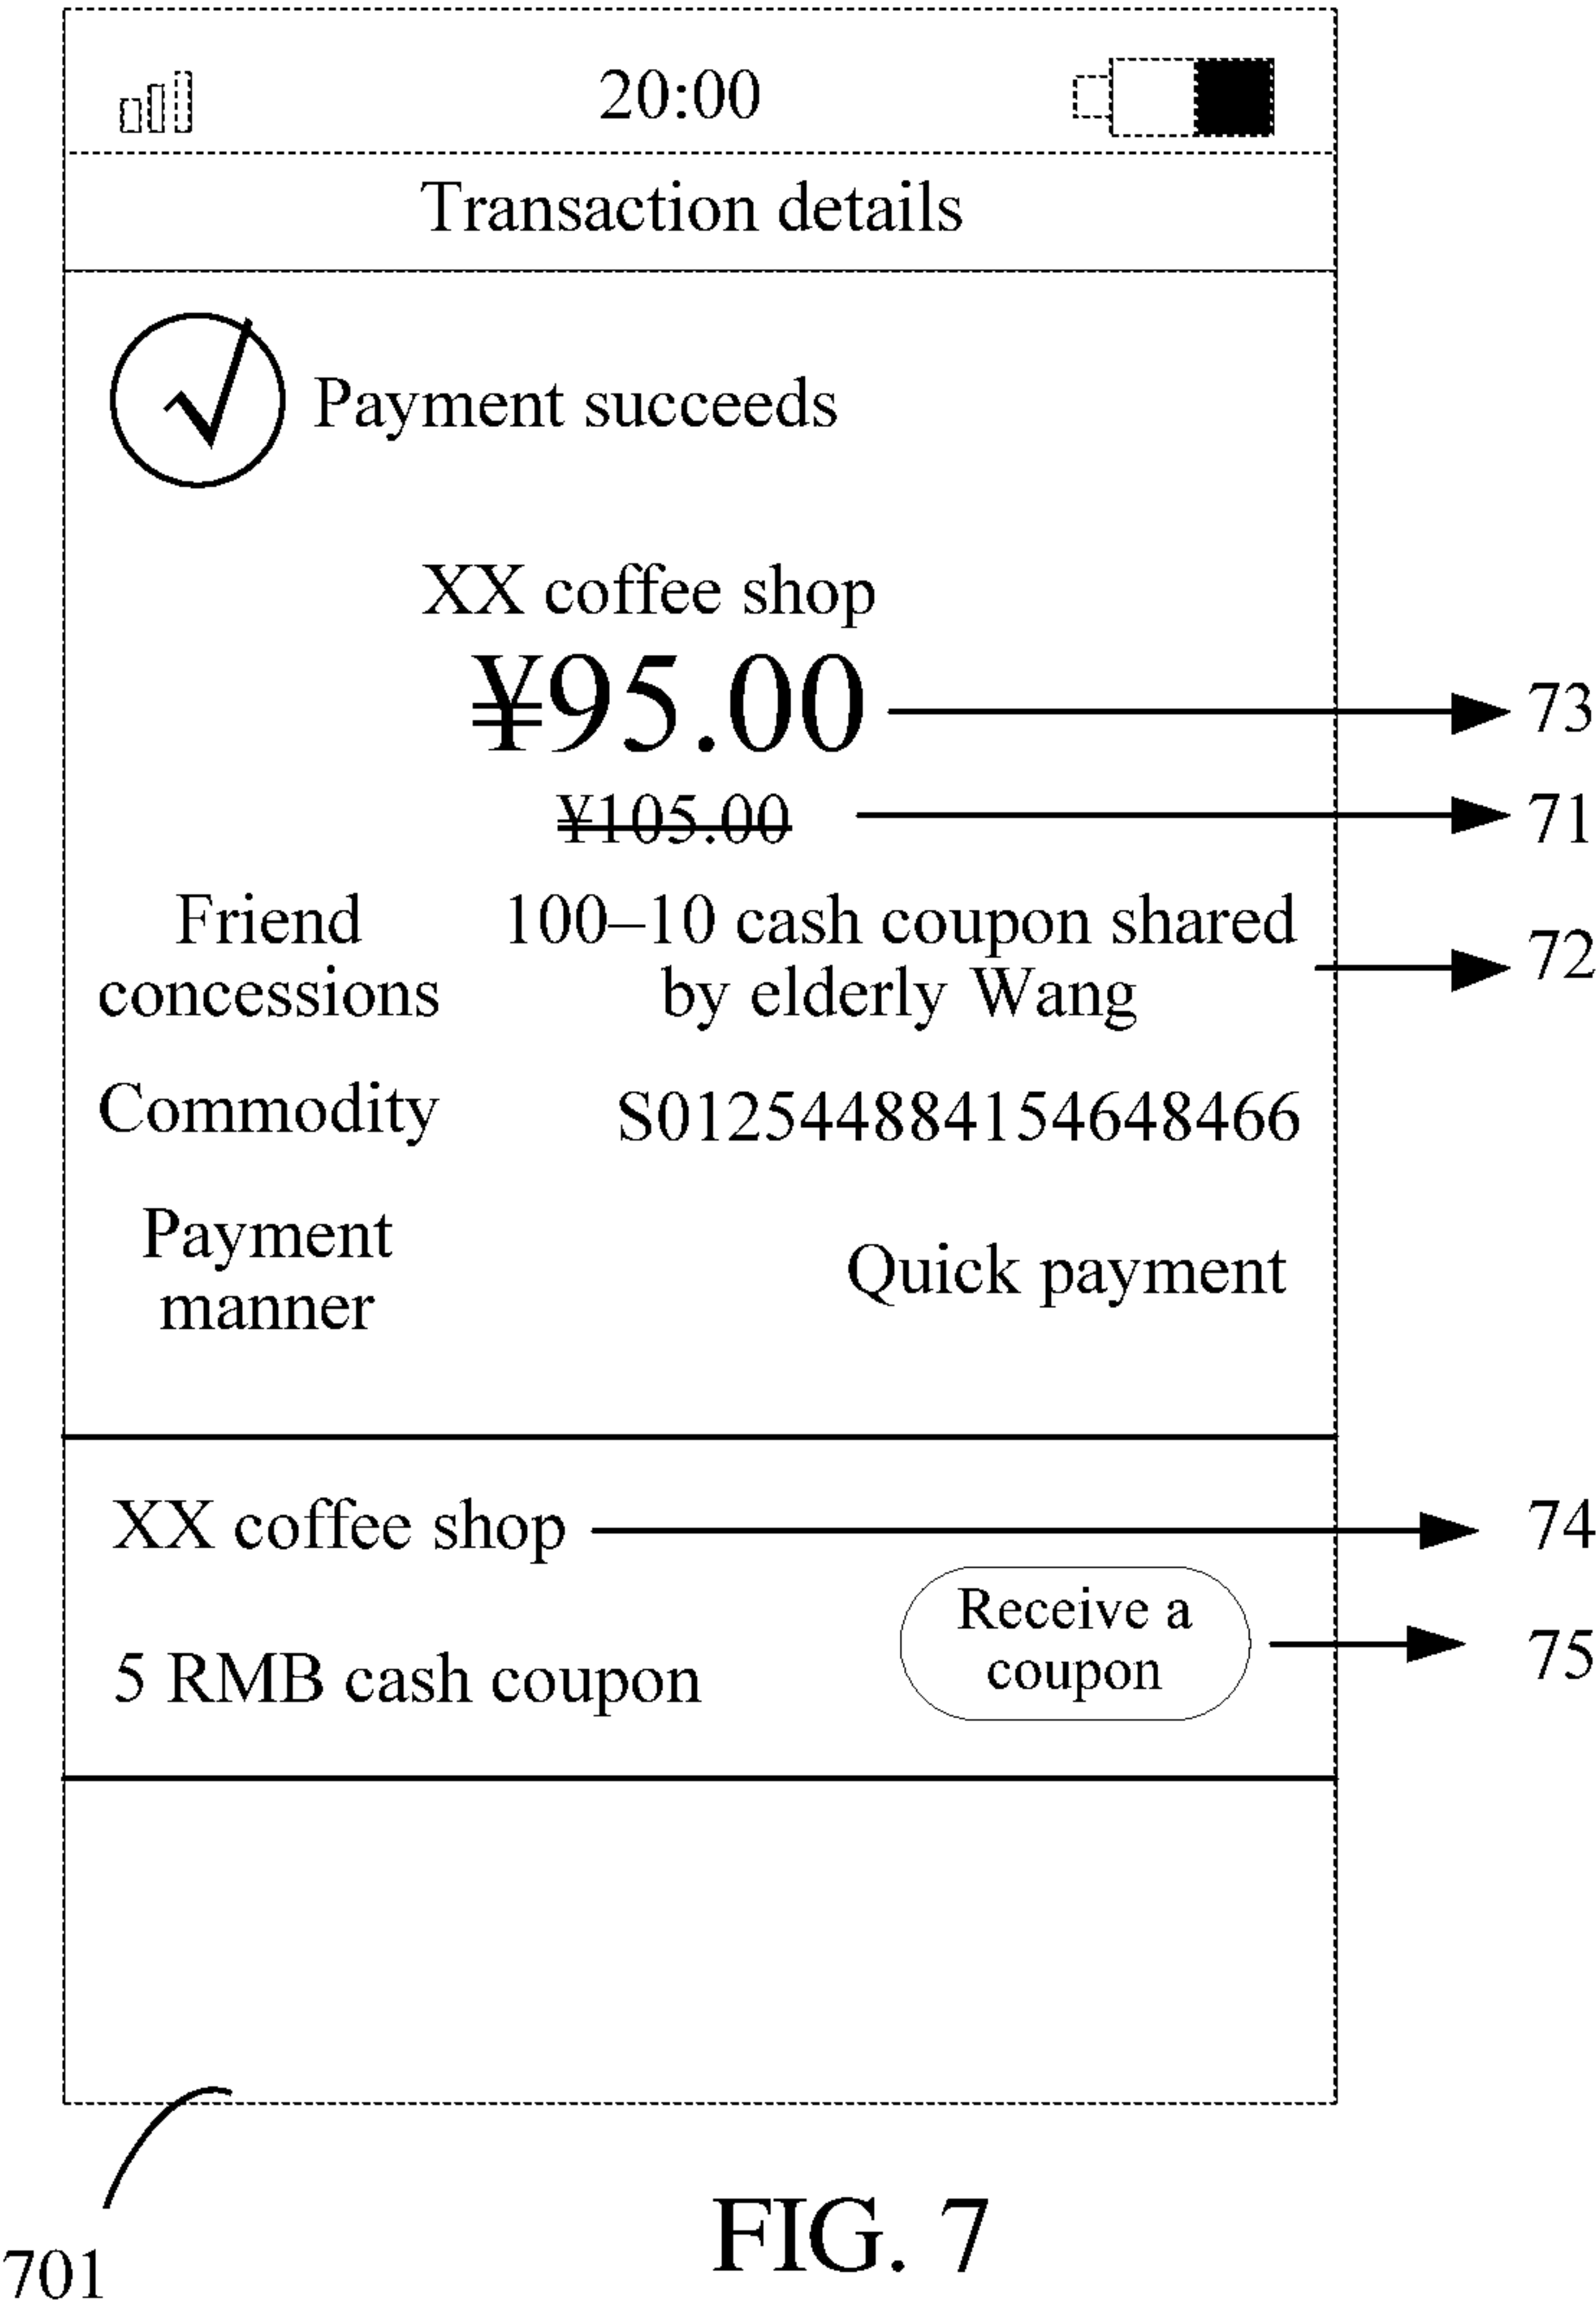 20:00
Transaction details
Payment succeeds
XX coffee shop
¥95.00
73
¥105.00
71
Friend concessions
100–10 cash coupon shared by elderly Wang
72
Commodity
S01254488415464​8466
Payment manner
Quick payment
XX coffee shop
74
5 RMB cash coupon
Receive a coupon
75
701
FIG. 7